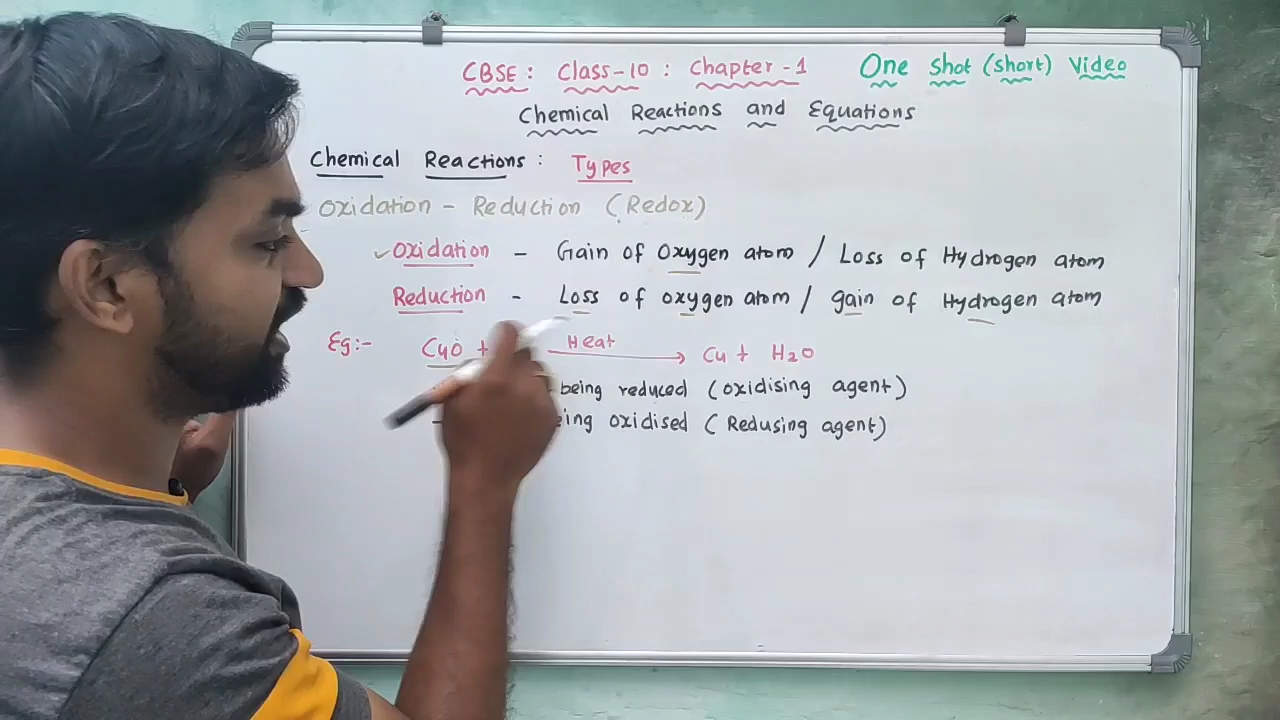 CBSE : Class-10 : Chapter-1 One Shot (short) Video
Chemical Reactions and Equations
Chemical Reactions : Types
Oxidation - Reduction (Redox)
✓Oxidation - Gain of Oxygen atom / Loss of Hydrogen atom
Reduction - Loss of oxygen atom / gain of Hydrogen atom
Eg:- CuO + Heat → Cu + H₂O
being reduced (oxidising agent)
oxidised (Redusing agent)